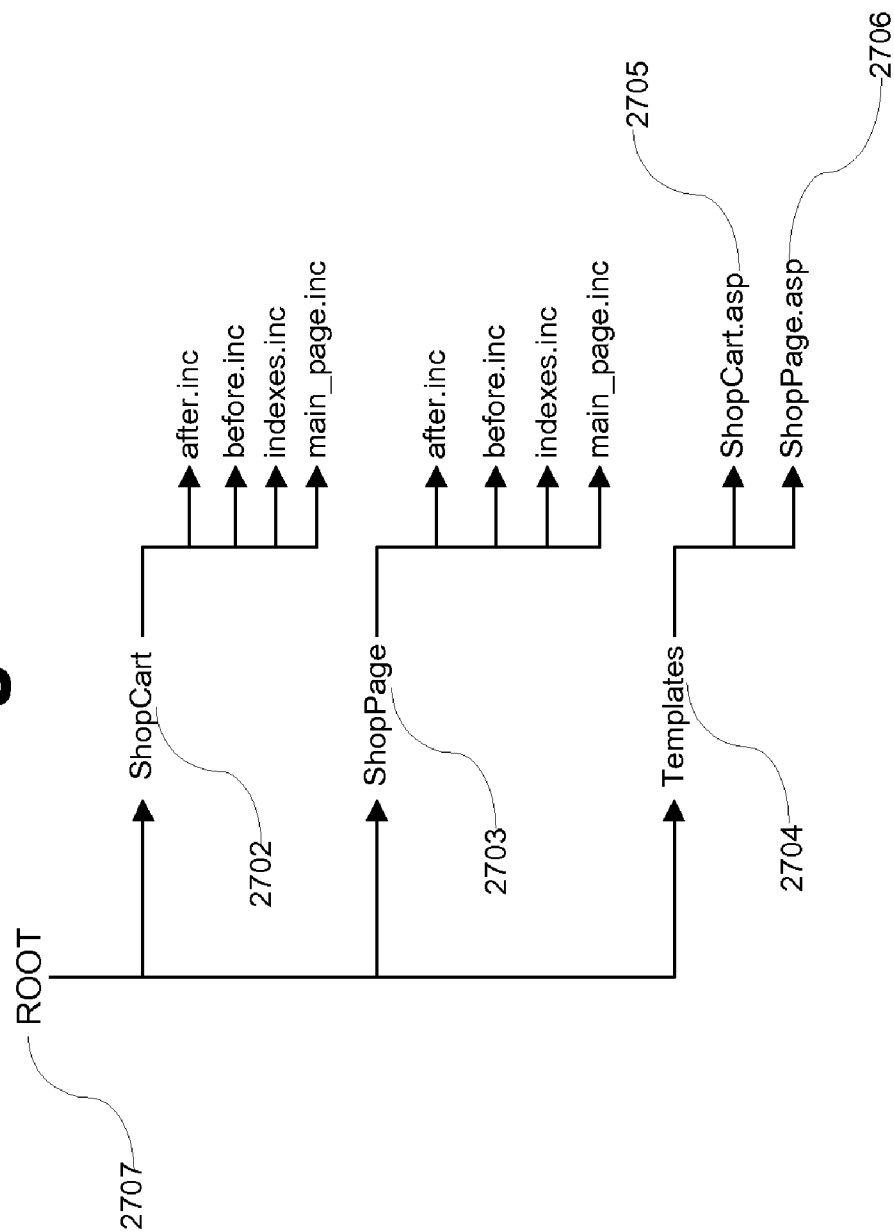 ROOT
2707
ShopCart
2702
after.inc
before.inc
indexes.inc
main_page.inc
ShopPage
2703
after.inc
before.inc
indexes.inc
main_page.inc
Templates
2704
ShopCart.asp
2705
ShopPage.asp
2706